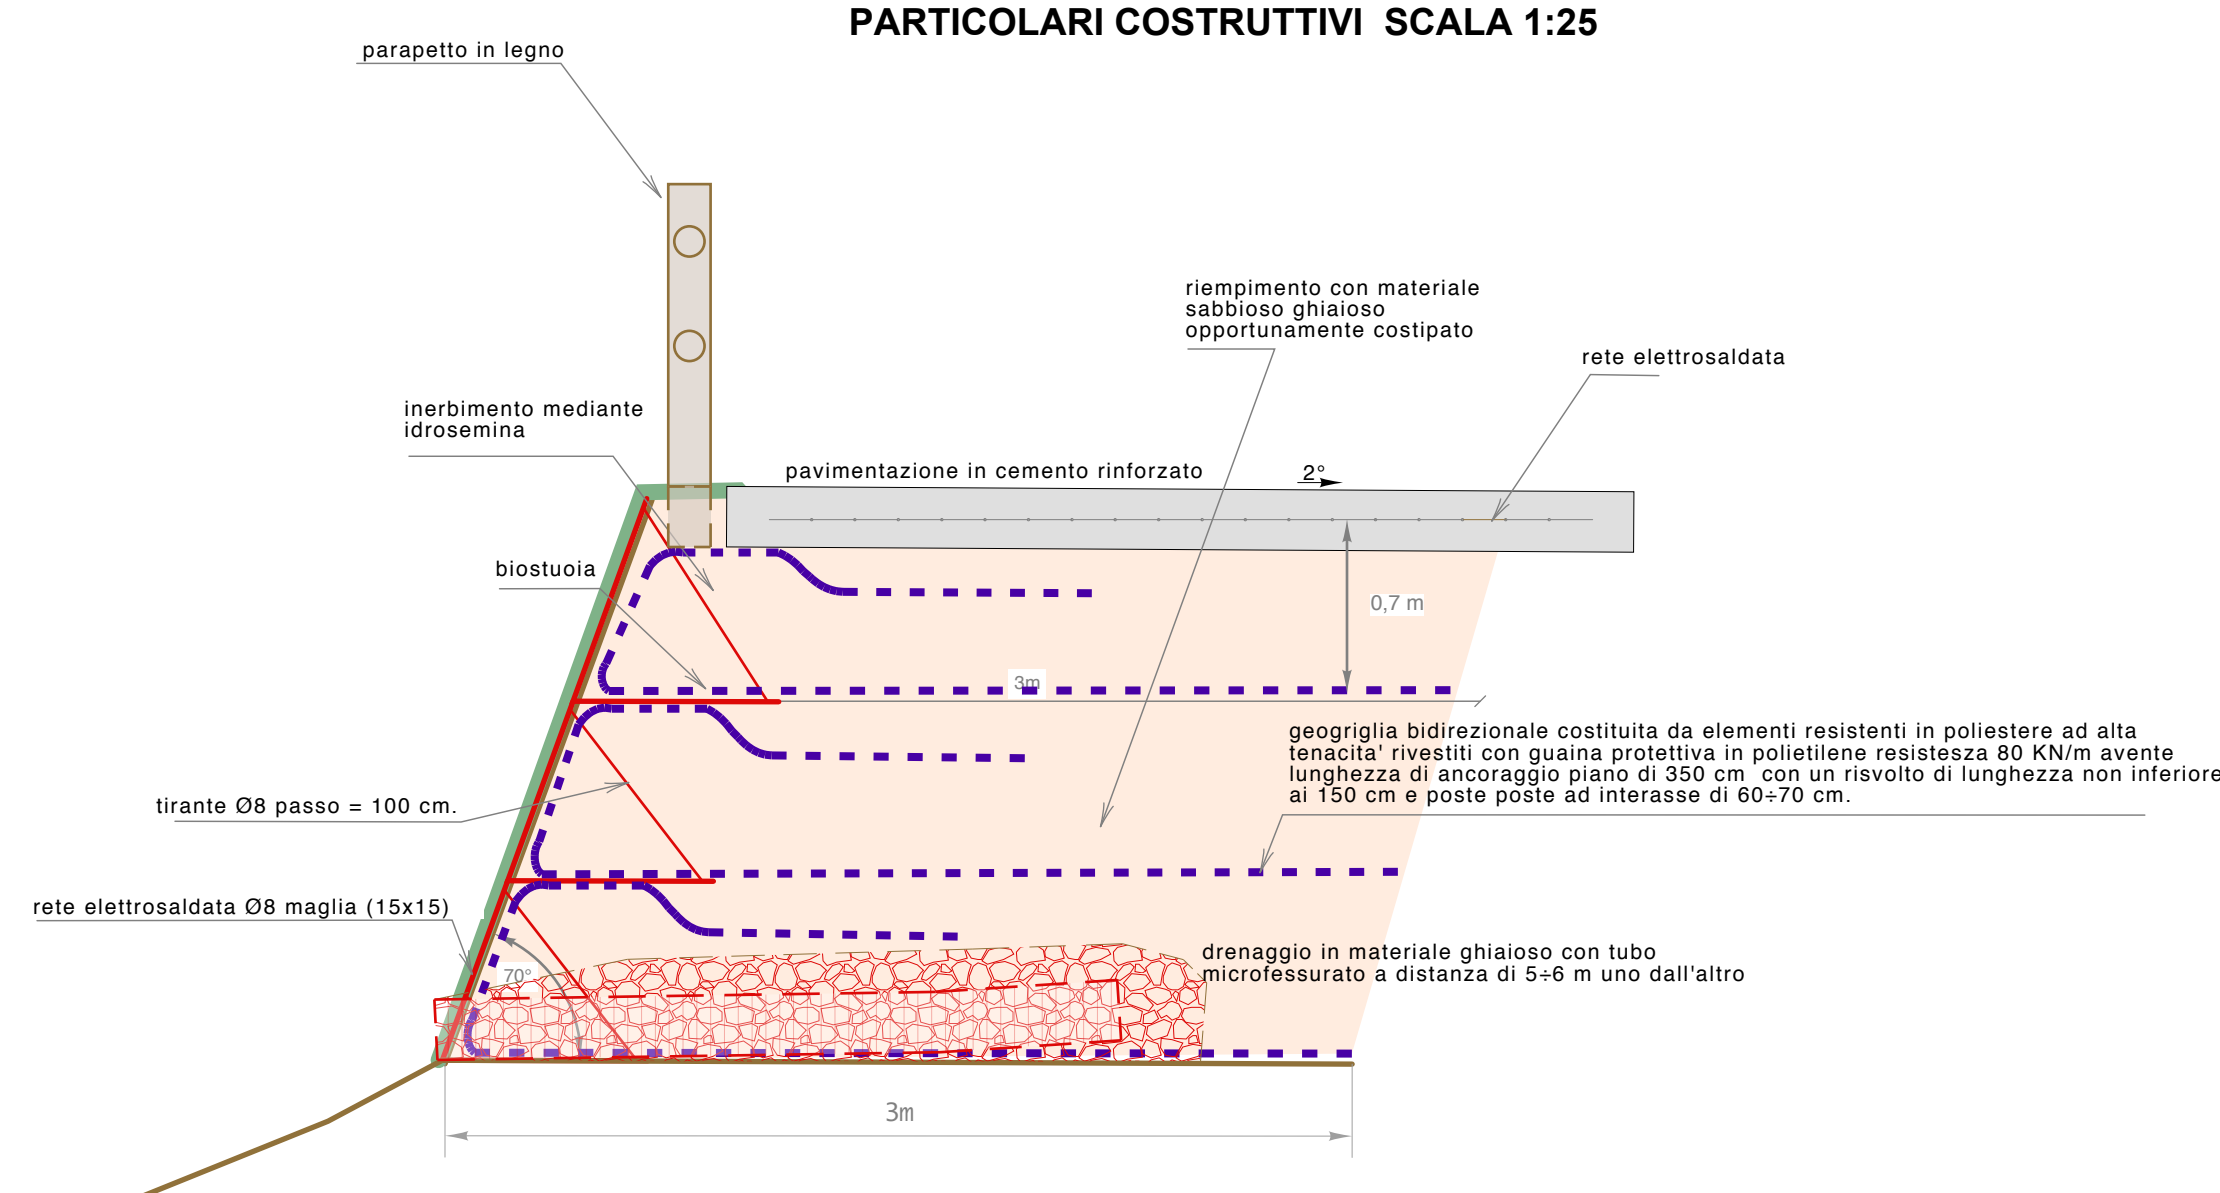 PARTICOLARI COSTRUTTIVI  SCALA 1:25
parapetto in legno
riempimento con materiale
sabbioso ghiaioso
opportunamente costipato
rete elettrosaldata
inerbimento mediante
idrosemina
pavimentazione in cemento rinforzato
2°
biostuoia
0,7 m
3m
geogriglia bidirezionale costituita da elementi resistenti in poliestere ad alta
tenacita' rivestiti con guaina protettiva in polietilene resistesza 80 KN/m avente
lunghezza di ancoraggio piano di 350 cm  con un risvolto di lunghezza non inferiore
ai 150 cm e poste poste ad interasse di 60÷70 cm.
tirante Ø8 passo = 100 cm.
rete elettrosaldata Ø8 maglia (15x15)
70°
drenaggio in materiale ghiaioso con tubo
microfessurato a distanza di 5÷6 m uno dall'altro
3m